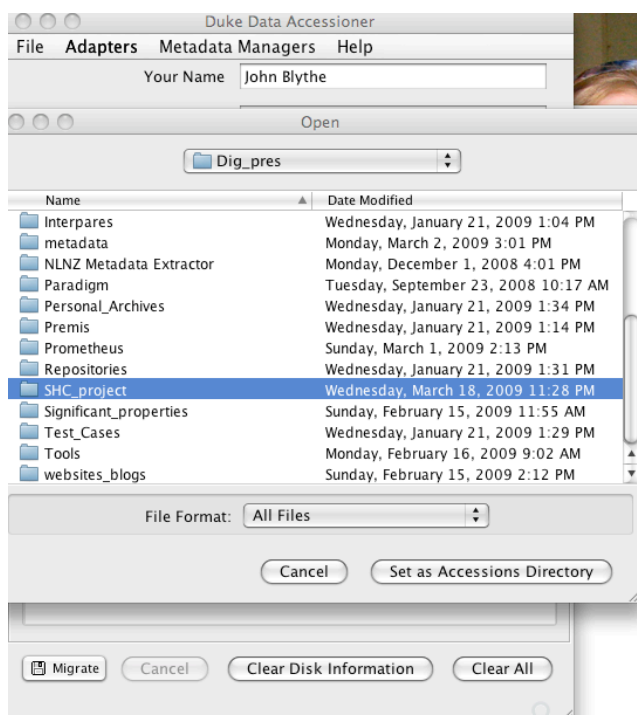 Duke Data Accessioner
File Adapters Metadata Managers Help
Your Name John Blythe
Open
Dig_pres
Name Date Modified
Interpares Wednesday, January 21, 2009 1:04 PM
metadata Monday, March 2, 2009 3:01 PM
NLNZ Metadata Extractor Monday, December 1, 2008 4:01 PM
Paradigm Tuesday, September 23, 2008 10:17 AM
Personal_Archives Wednesday, January 21, 2009 1:34 PM
Premis Wednesday, January 21, 2009 1:14 PM
Prometheus Sunday, March 1, 2009 2:13 PM
Repositories Wednesday, January 21, 2009 1:31 PM
SHC_project Wednesday, March 18, 2009 11:28 PM
Significant_properties Sunday, February 15, 2009 11:55 AM
Test_Cases Wednesday, January 21, 2009 1:29 PM
Tools Monday, February 16, 2009 9:02 AM
websites_blogs Sunday, February 15, 2009 2:12 PM
File Format: All Files
Cancel Set as Accessions Directory
Migrate Cancel Clear Disk Information Clear All